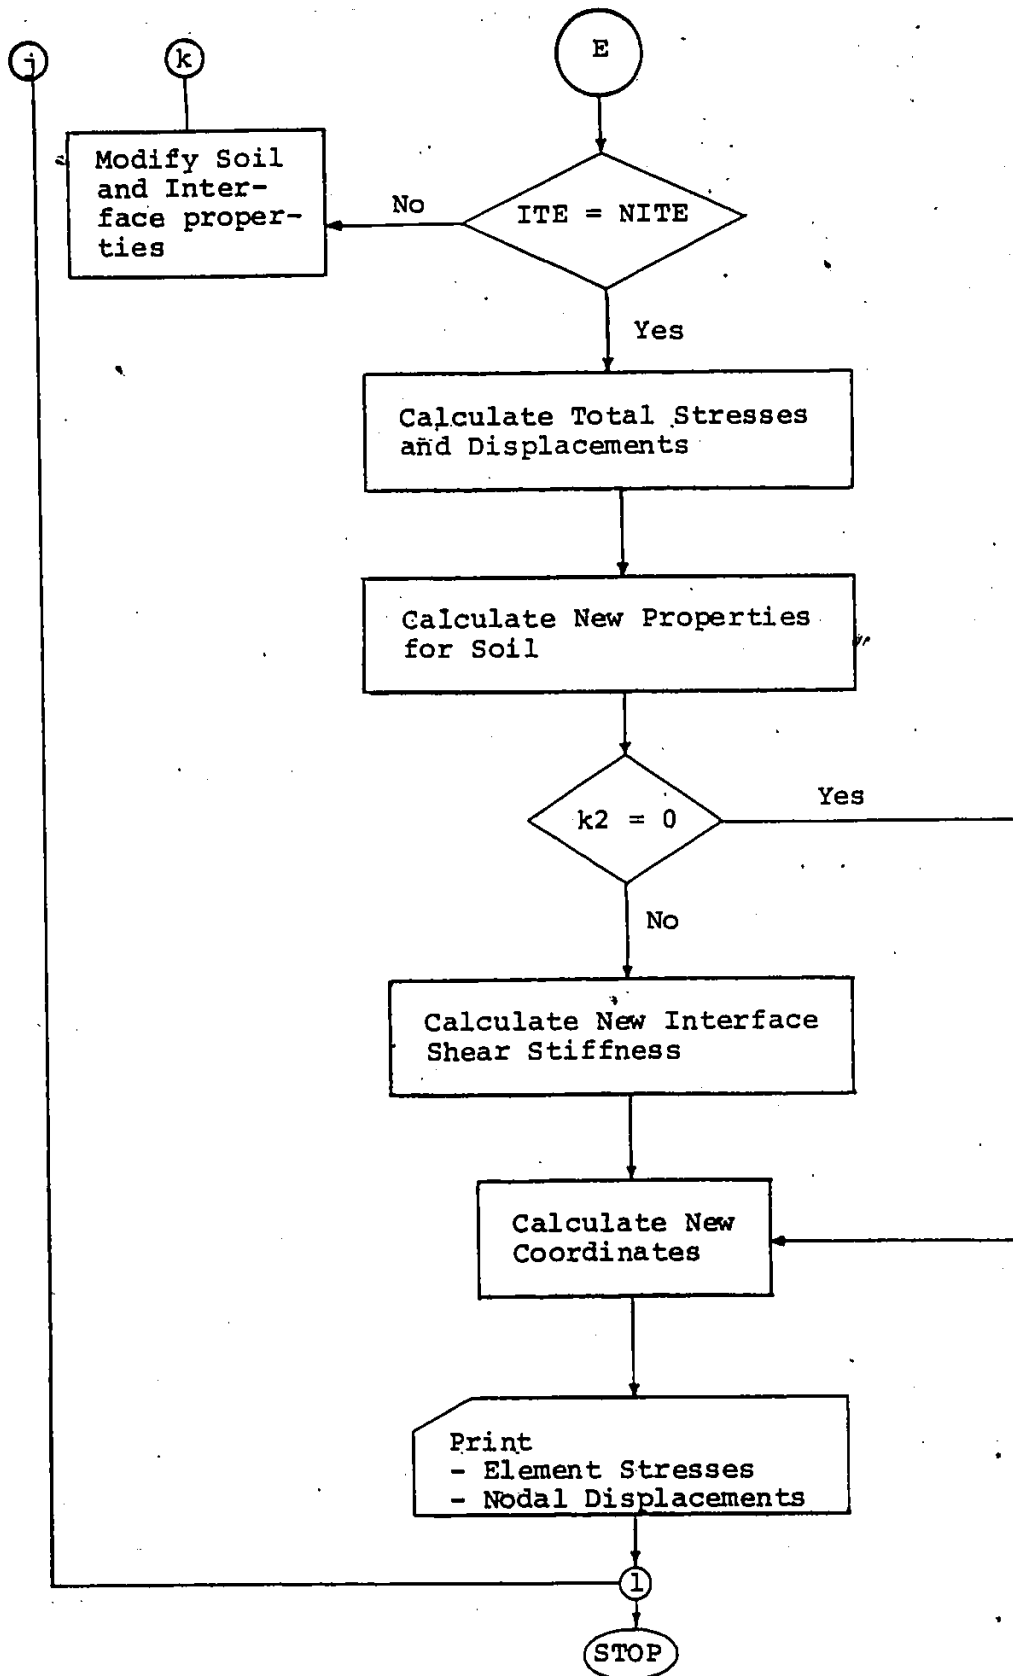 j
k
E
Modify Soil
and Inter-
face proper-
ties
No
ITE = NITE
Yes
Calculate Total Stresses
and Displacements
Calculate New Properties
for Soil
k2 = 0
Yes
No
Calculate New Interface
Shear Stiffness
Calculate New
Coordinates
Print
- Element Stresses
- Nodal Displacements
1
STOP